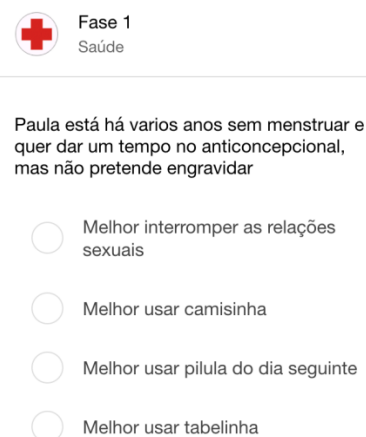 Fase 1
Saúde
Paula está há varios anos sem menstruar e
quer dar um tempo no anticoncepcional,
mas não pretende engravidar
Melhor interromper as relações
sexuais
Melhor usar camisinha
Melhor usar pilula do dia seguinte
Melhor usar tabelinha